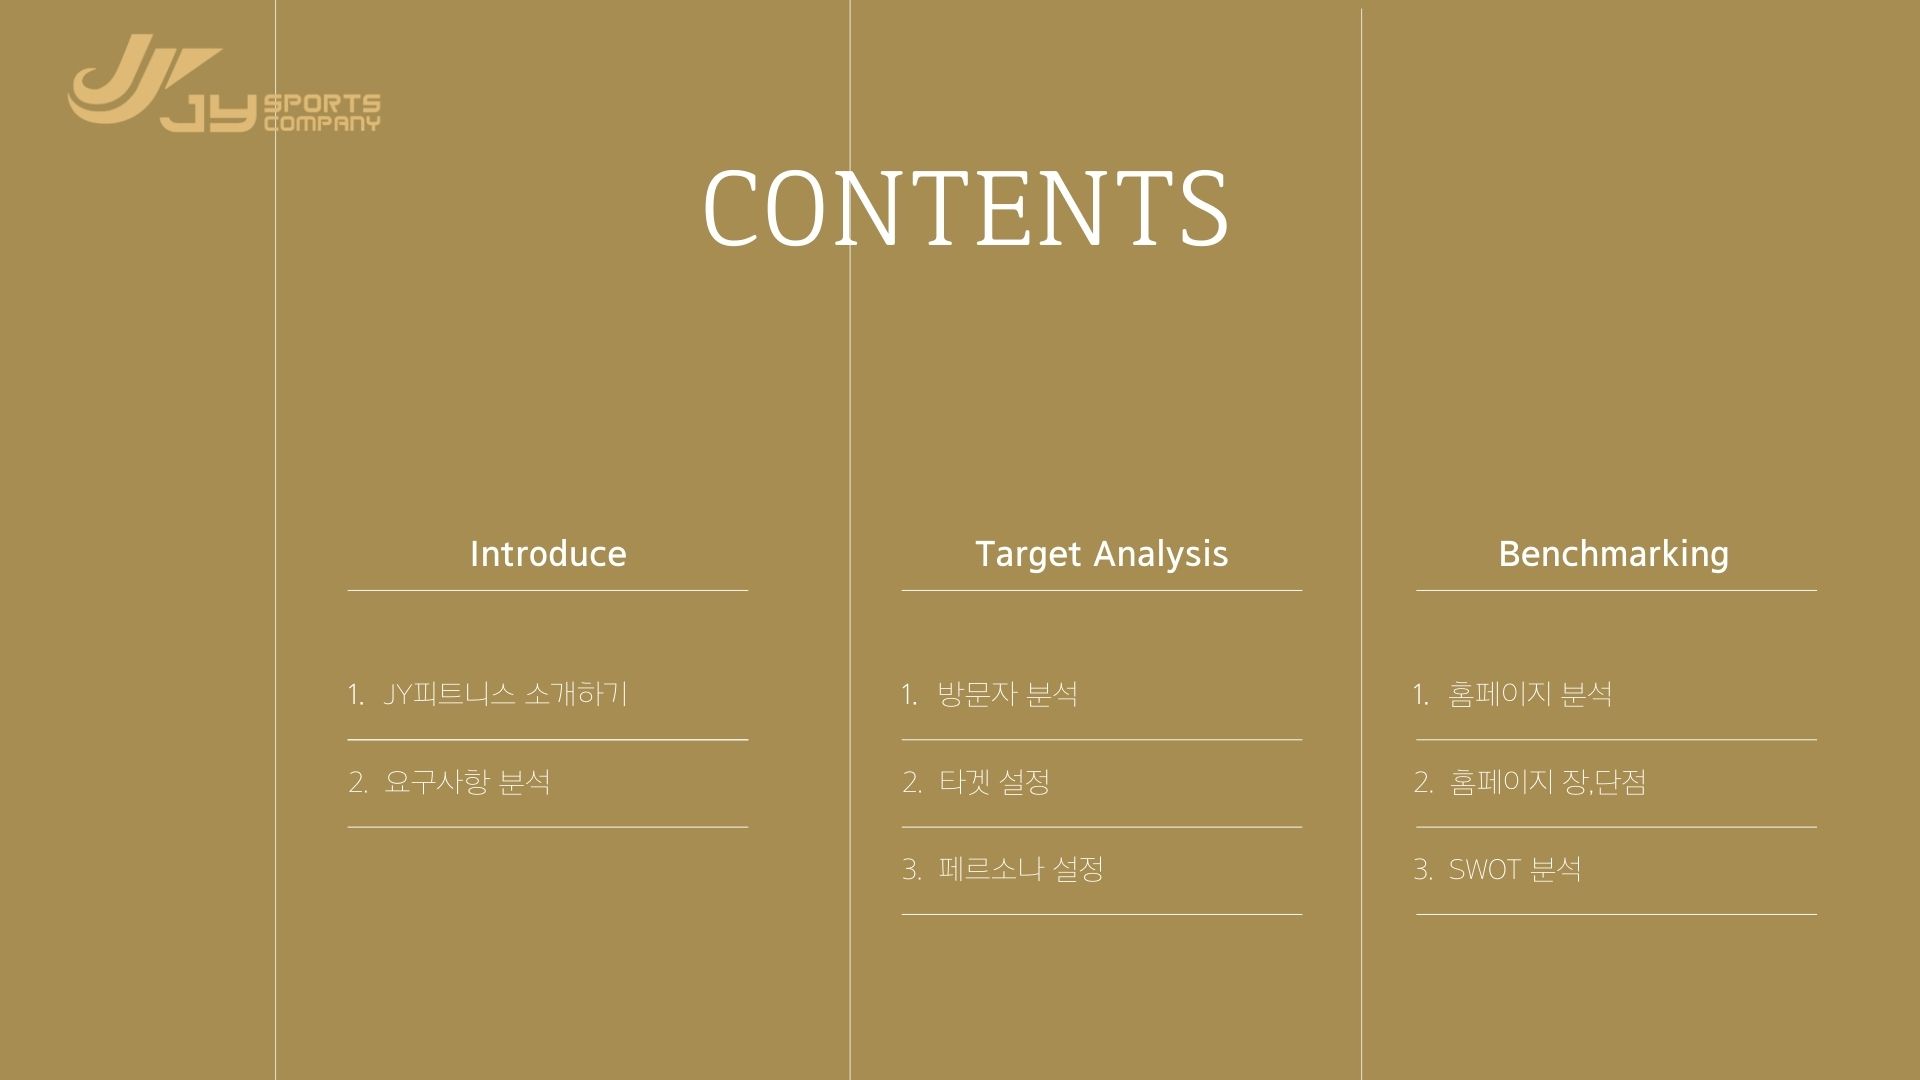 JY SPORTS
COMPANY
CONTENTS
Introduce
1. JY피트니스 소개하기
2. 요구사항 분석
Target Analysis
1. 방문자 분석
2. 타겟 설정
3. 페르소나 설정
Benchmarking
1. 홈페이지 분석
2. 홈페이지 장,단점
3. SWOT 분석